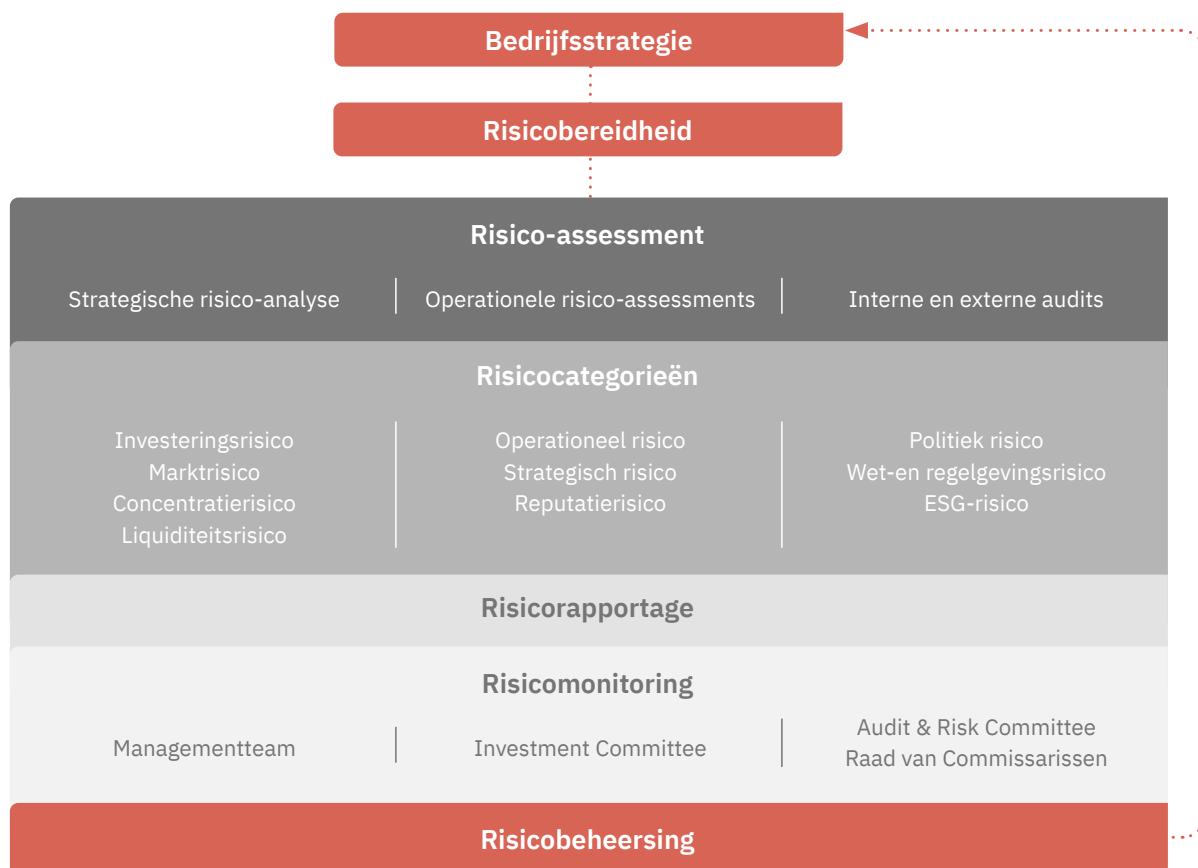 Bedrijfsstrategie
Risicobereidheid
Risico-assessment
Strategische risico-analyse
Operationele risico-assessments
Interne en externe audits
Risicocategorieën
Investeringsrisico
Marktrisico
Concentratierisico
Liquiditeitsrisico
Operationeel risico
Strategisch risico
Reputatierisico
Politiek risico
Wet-en regelgevingsrisico
ESG-risico
Risicorapportage
Risicomonitoring
Managementteam
Investment Committee
Audit & Risk Committee
Raad van Commissarissen
Risicobeheersing